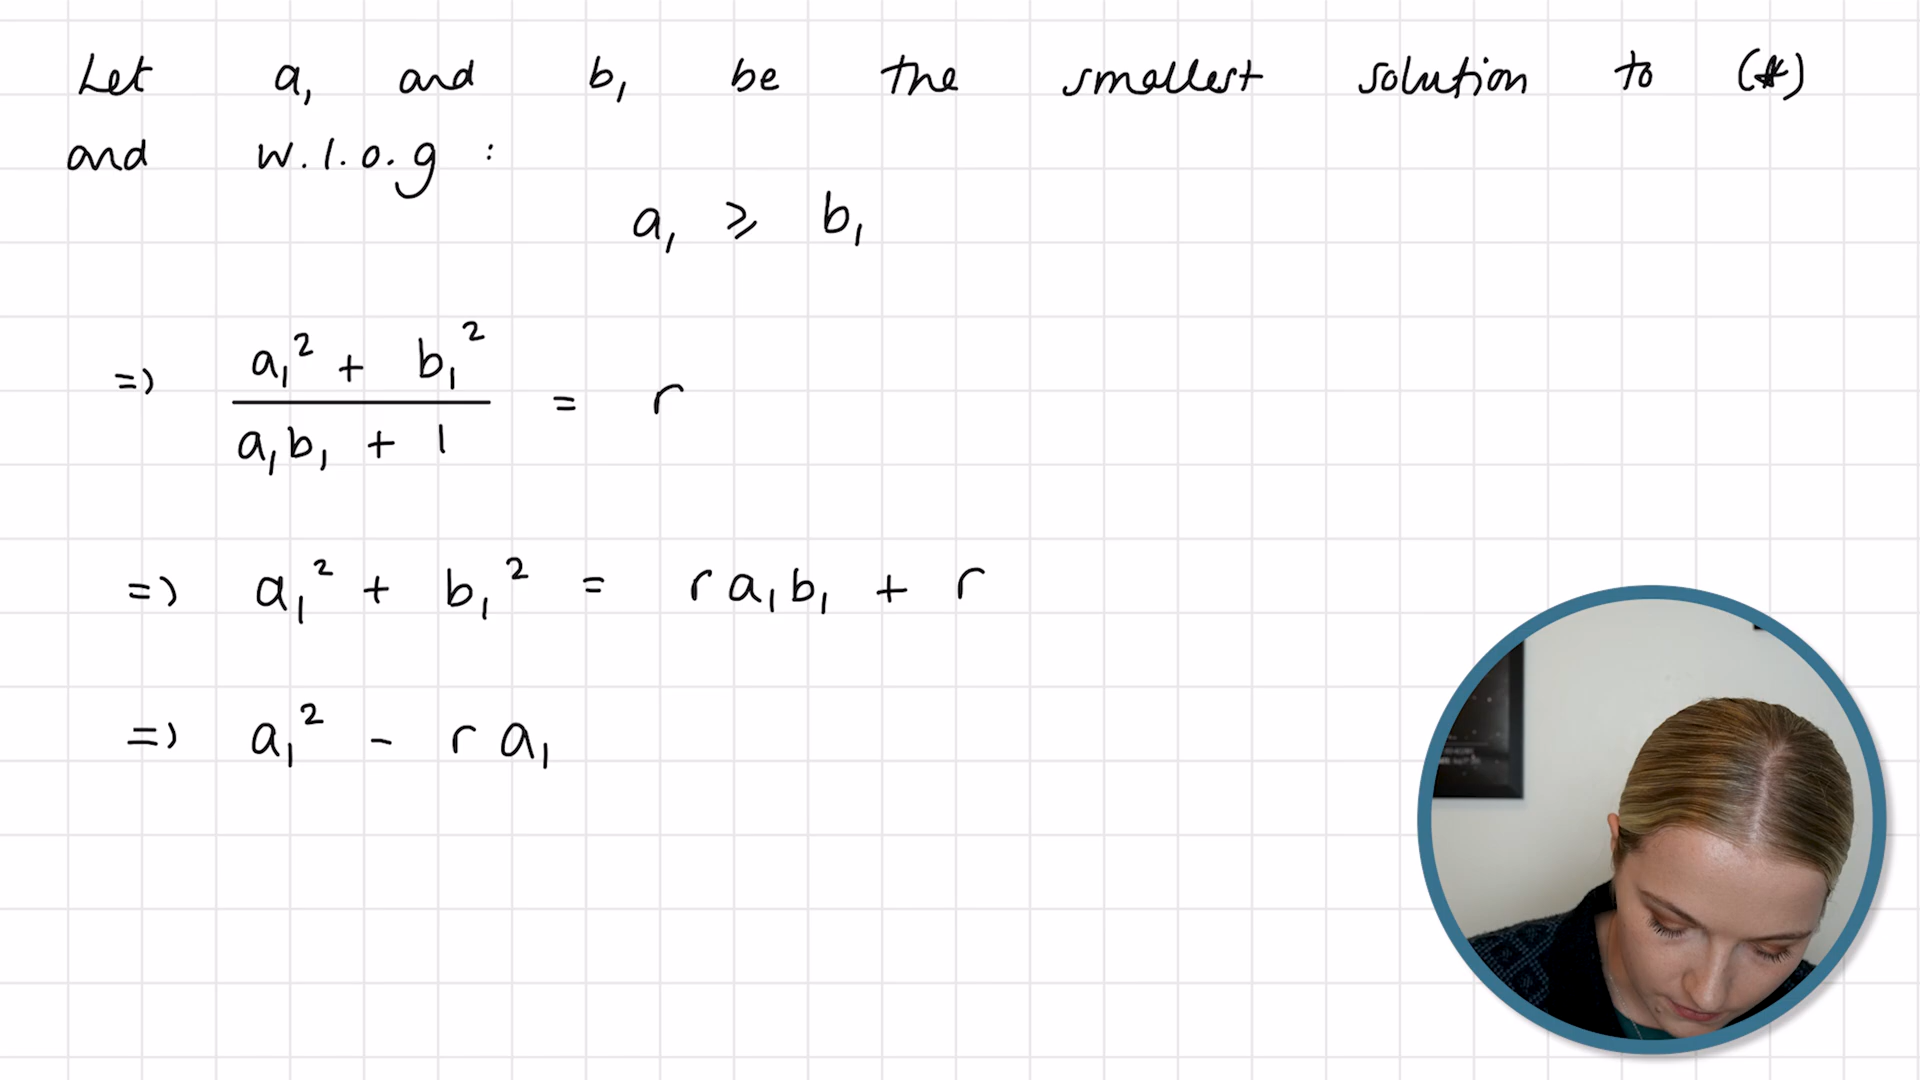 Let a₁ and b₁ be the smallest solution to (*)
and w.l.o.g :
a₁ ⩾ b₁
=> a₁² + b₁² / a₁b₁ + 1 = r
=> a₁² + b₁² = r a₁b₁ + r
=> a₁² - r a₁